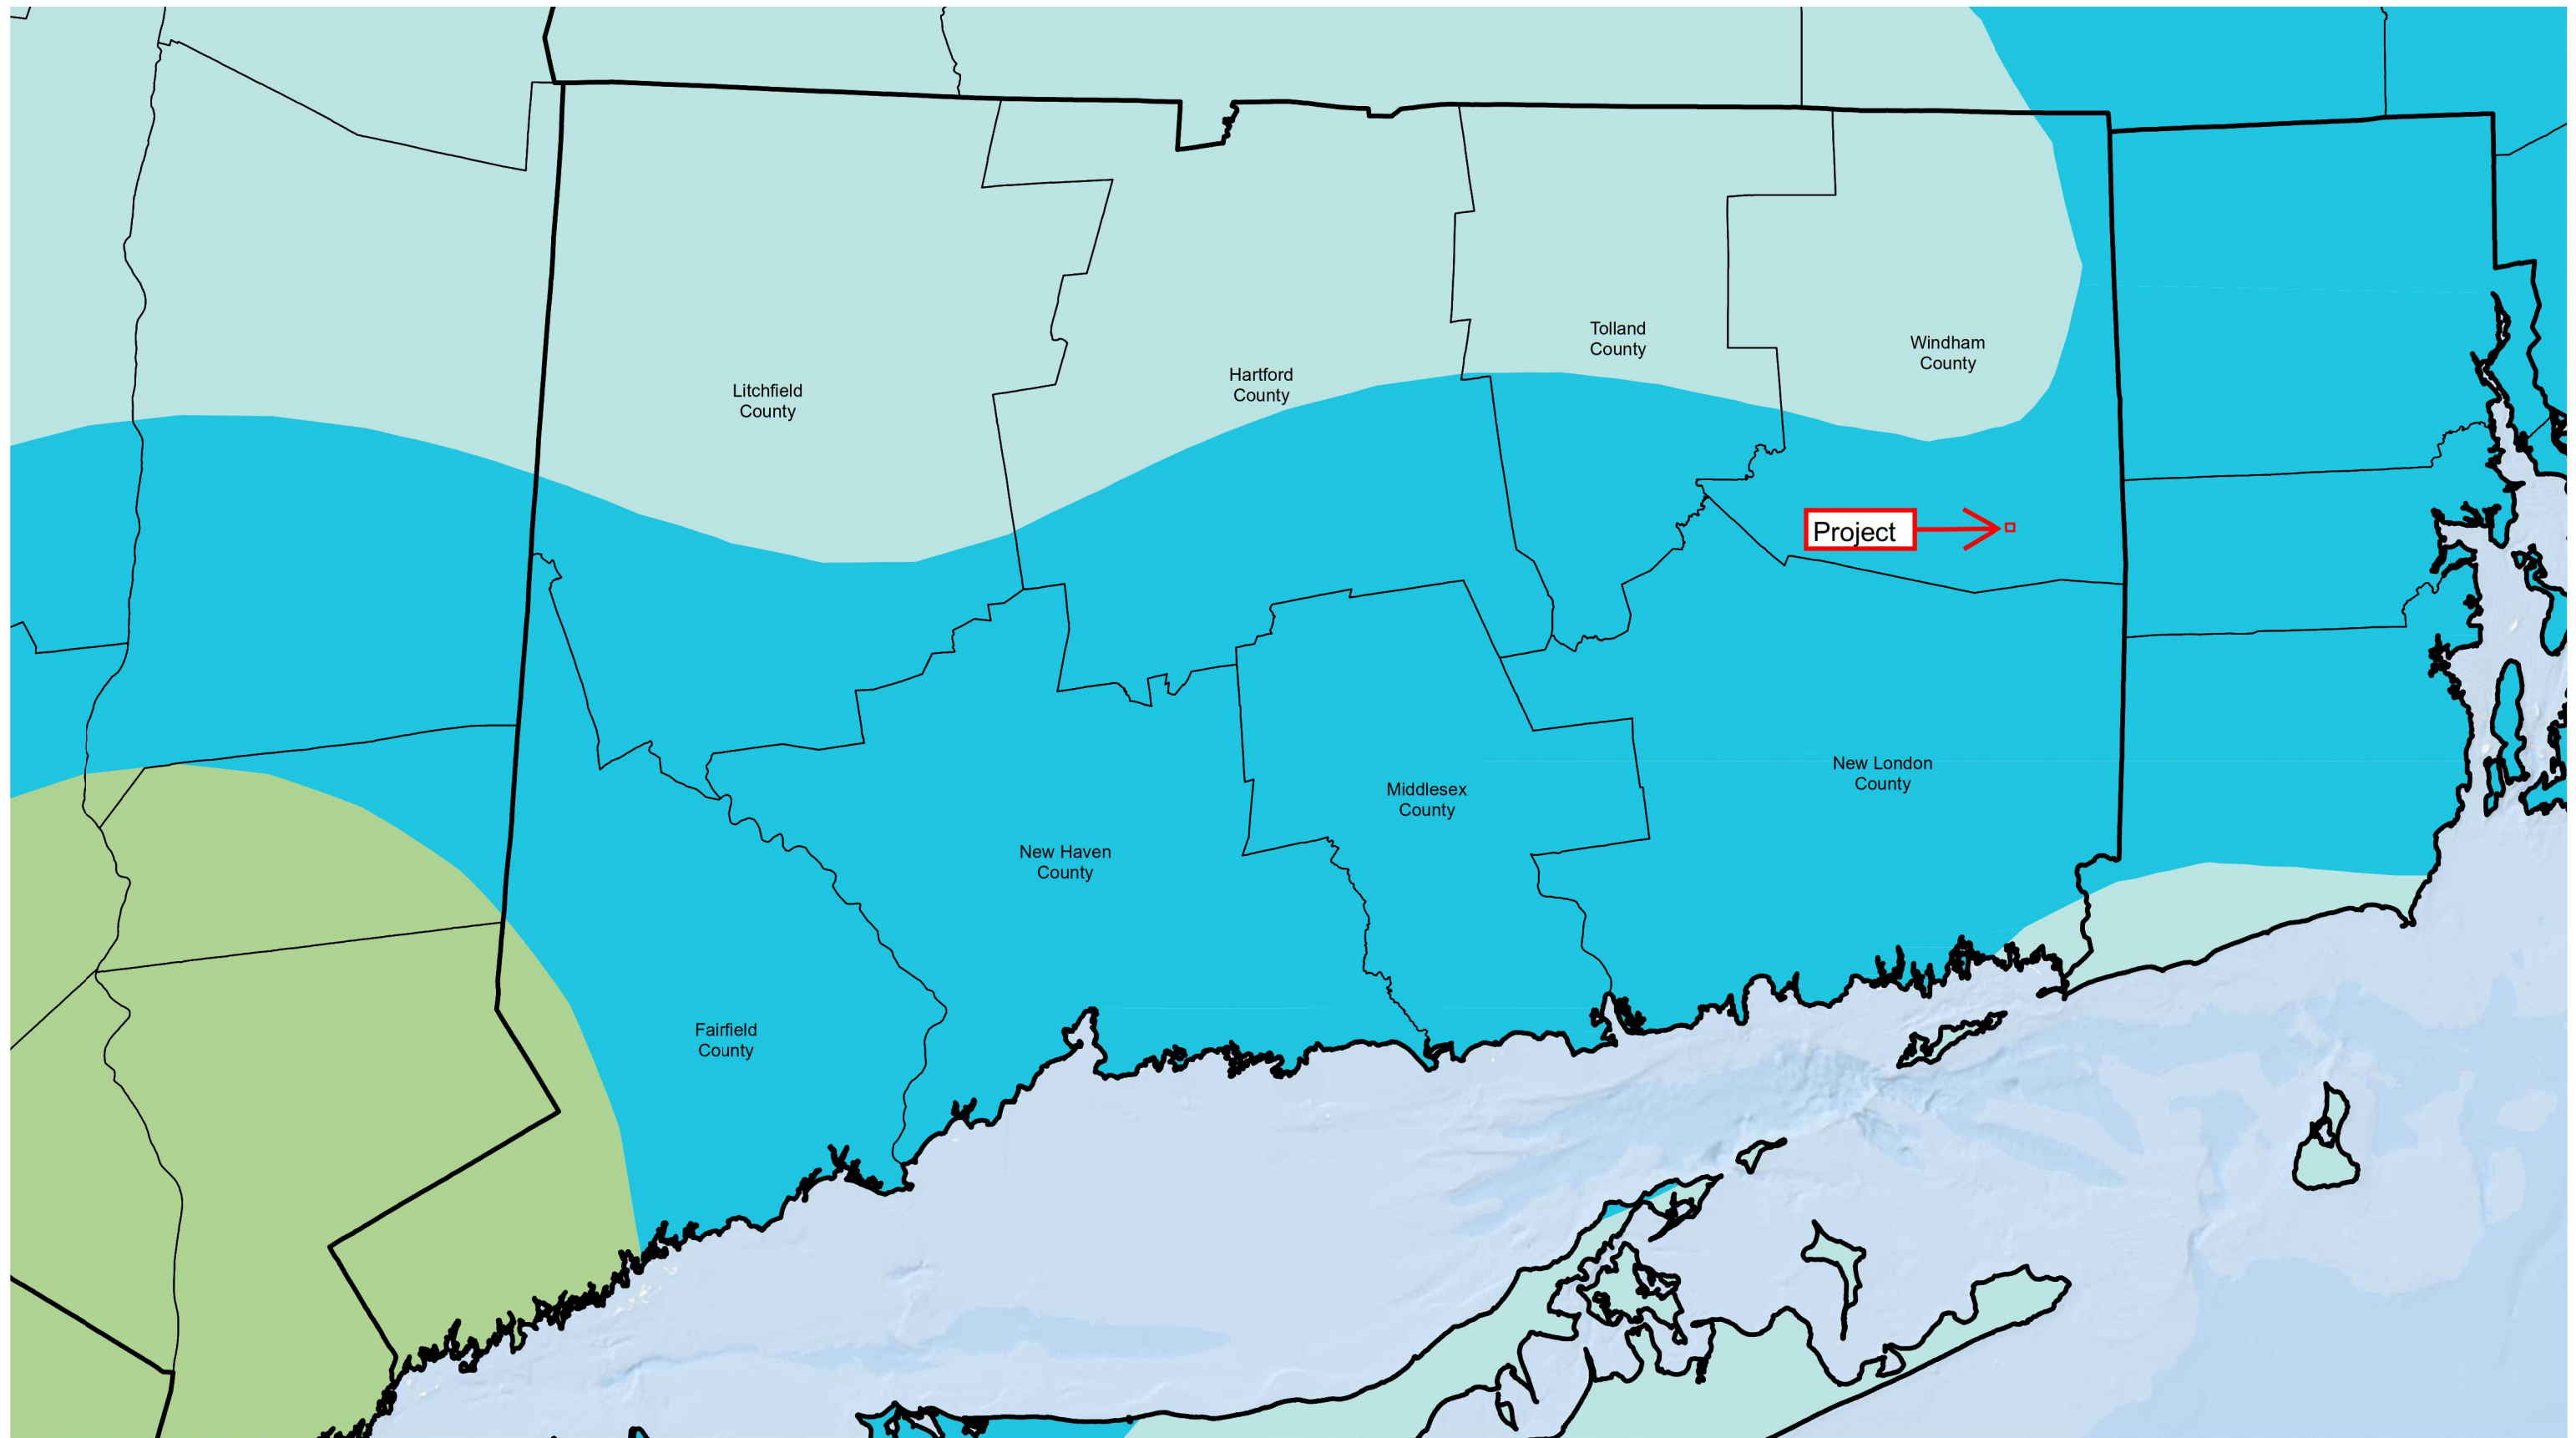 Tolland
County
Windham
County
Hartford
County
Litchfield
County
Project
New London
County
Middlesex
County
New Haven
County
Fairfield
County